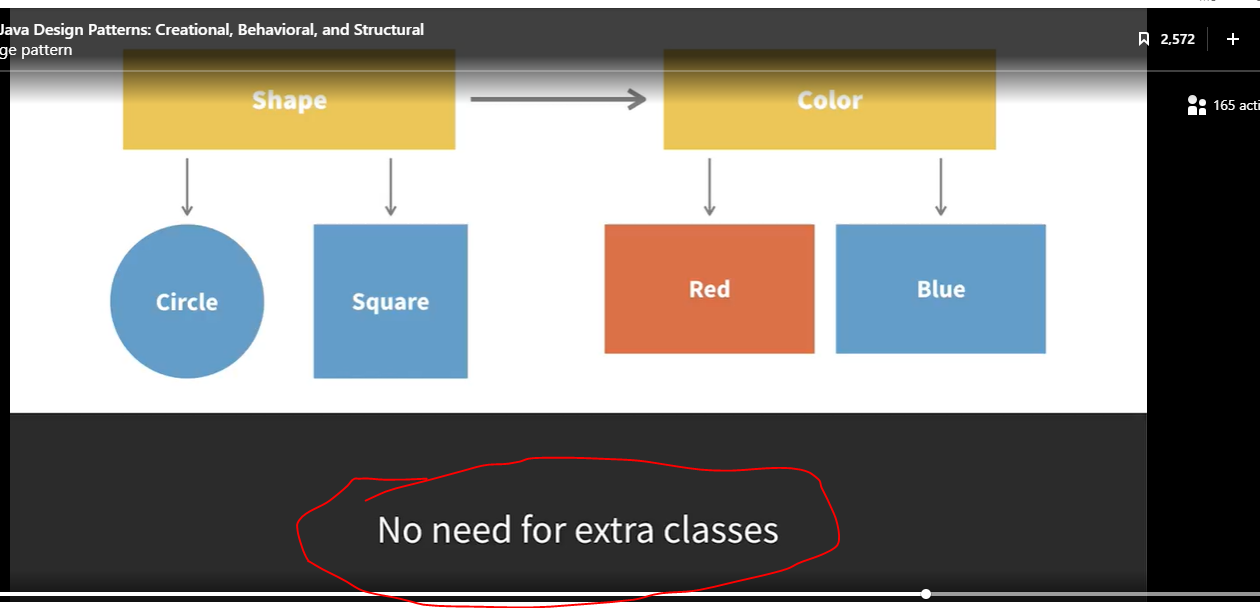 Java Design Patterns: Creational, Behavioral, and Structural
ge pattern
2,572
165 acti
Shape
Color
Circle
Square
Red
Blue
No need for extra classes